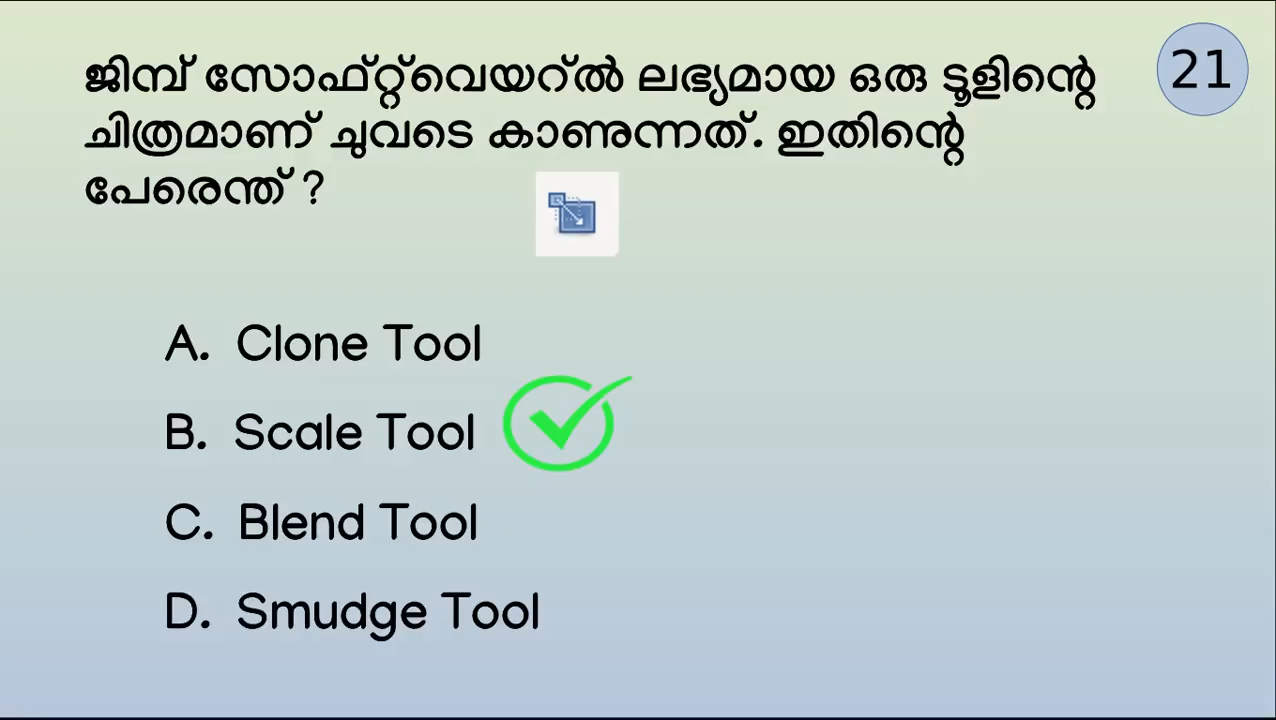 ജിമ്പ് സോഫ്റ്റ്‌വെയറ്ൽ ലഭ്യമായ ഒരു ടൂളിന്റെ
ചിത്രമാണ് ചുവടെ കാണുന്നത്. ഇതിന്റെ
പേരെന്ത് ?
21
A. Clone Tool
B. Scale Tool
C. Blend Tool
D. Smudge Tool